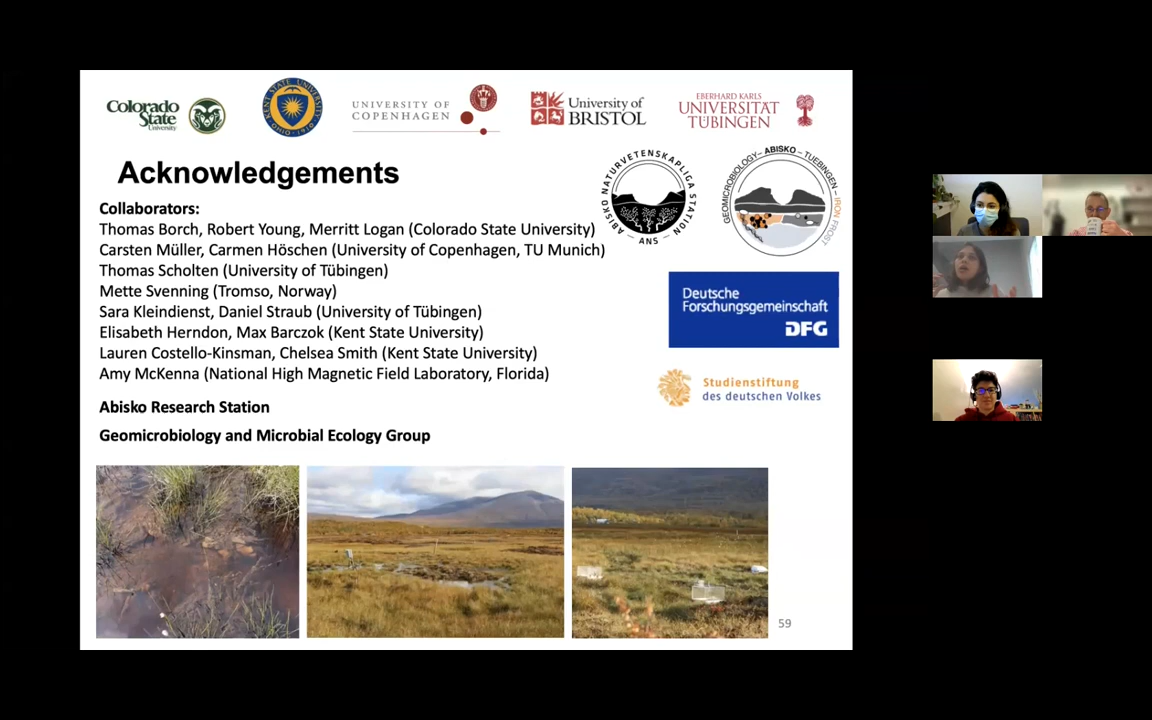 Colorado
State
University
KENT STATE UNIVERSITY
OHIO · 1910
UNIVERSITY OF
COPENHAGEN
University of
BRISTOL
EBERHARD KARLS
UNIVERSITÄT
TÜBINGEN
Acknowledgements
ABISKO NATURVETENSKAPLIGA STATION
– ANS –
GEOMICROBIOLOGY – ABISKO – TUEBINGEN – IRON FROST
Collaborators:
Thomas Borch, Robert Young, Merritt Logan (Colorado State University)
Carsten Müller, Carmen Höschen (University of Copenhagen, TU Munich)
Thomas Scholten (University of Tübingen)
Mette Svenning (Tromso, Norway)
Sara Kleindienst, Daniel Straub (University of Tübingen)
Elisabeth Herndon, Max Barczok (Kent State University)
Lauren Costello-Kinsman, Chelsea Smith (Kent State University)
Amy McKenna (National High Magnetic Field Laboratory, Florida)
Deutsche
Forschungsgemeinschaft
DFG
Studienstiftung
des deutschen Volkes
Abisko Research Station
Geomicrobiology and Microbial Ecology Group
59